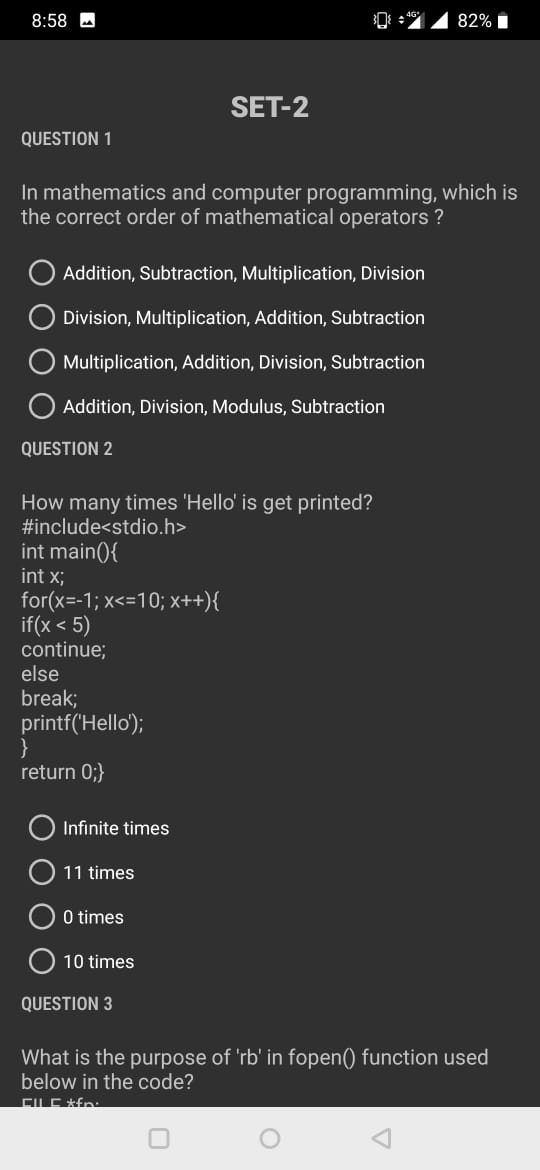 8:58
4G+
82%
SET-2
QUESTION 1
In mathematics and computer programming, which is
the correct order of mathematical operators ?
Addition, Subtraction, Multiplication, Division
Division, Multiplication, Addition, Subtraction
Multiplication, Addition, Division, Subtraction
Addition, Division, Modulus, Subtraction
QUESTION 2
How many times 'Hello' is get printed?
#include<stdio.h>
int main(){
int x;
for(x=-1; x<=10; x++){
if(x < 5)
continue;
else
break;
printf('Hello');
}
return 0;}
Infinite times
11 times
0 times
10 times
QUESTION 3
What is the purpose of 'rb' in fopen() function used
below in the code?
FILE *fp;